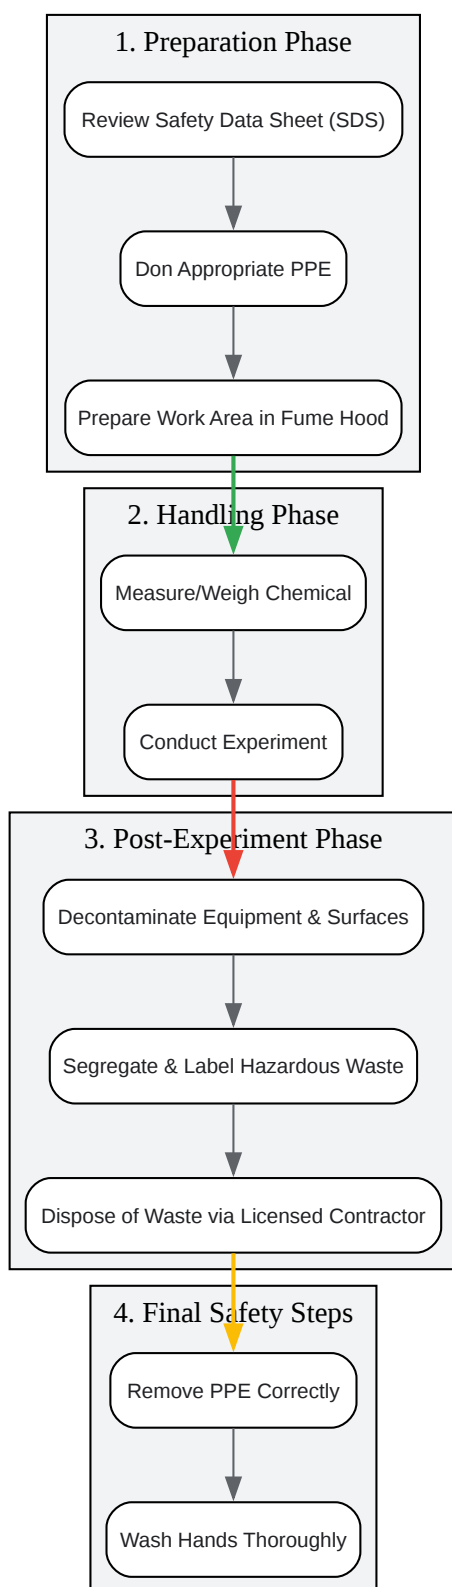 1. Preparation Phase
Review Safety Data Sheet (SDS)
Don Appropriate PPE
Prepare Work Area in Fume Hood
2. Handling Phase
Measure/Weigh Chemical
Conduct Experiment
3. Post-Experiment Phase
Decontaminate Equipment & Surfaces
Segregate & Label Hazardous Waste
Dispose of Waste via Licensed Contractor
4. Final Safety Steps
Remove PPE Correctly
Wash Hands Thoroughly